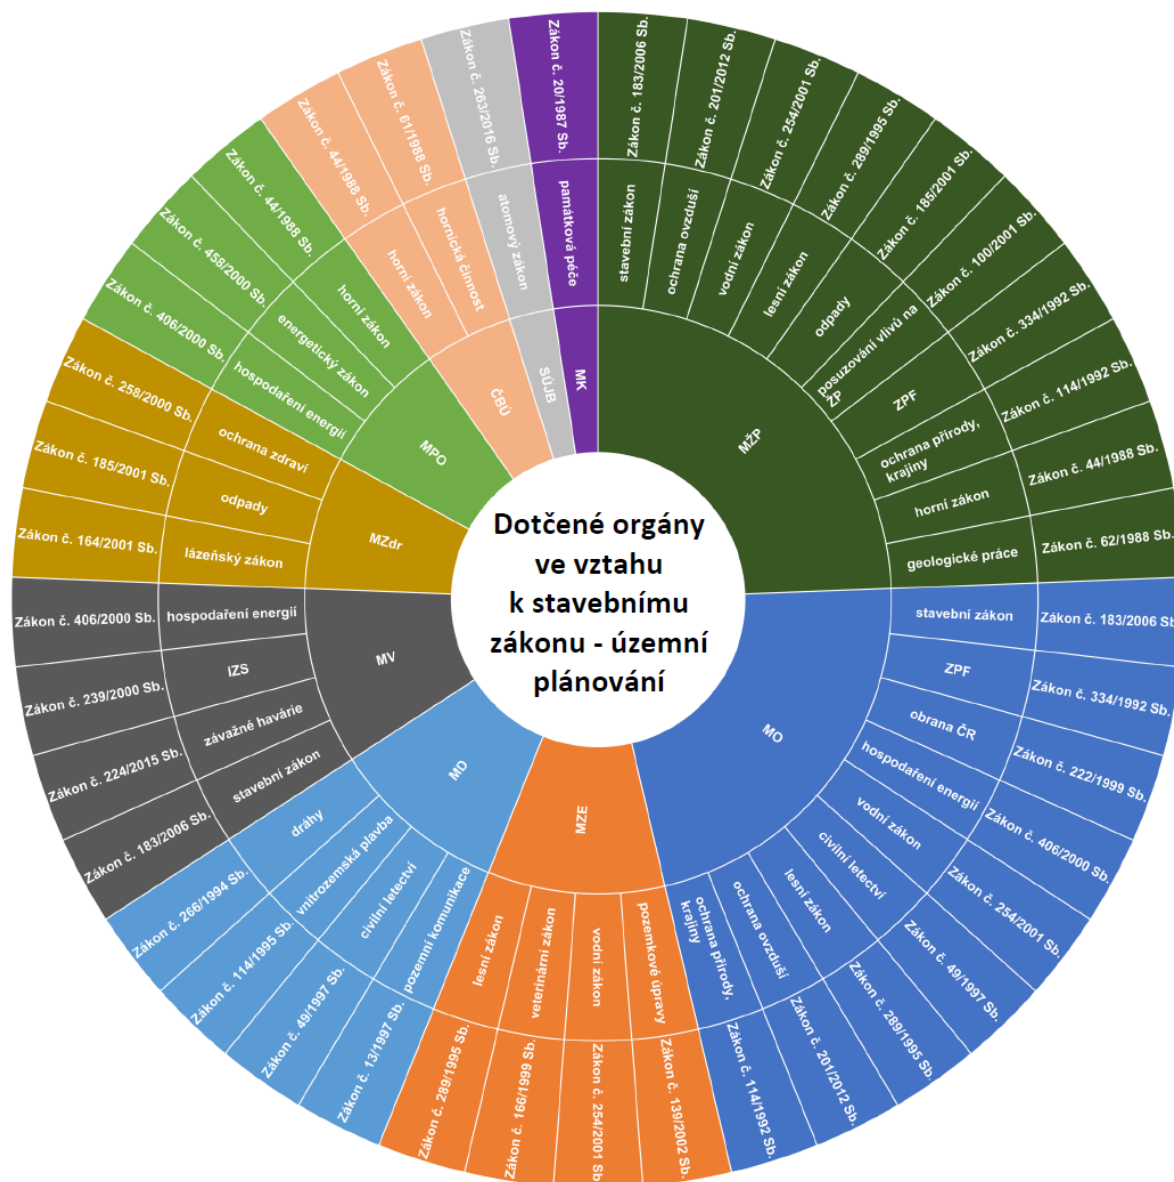 Dotčené orgány
ve vztahu
k stavebnímu
zákonu - územní
plánování
MŽP
stavební zákon
Zákon č. 183/2006 Sb.
ochrana ovzduší
Zákon č. 201/2012 Sb.
vodní zákon
Zákon č. 254/2001 Sb.
lesní zákon
Zákon č. 289/1995 Sb.
odpady
Zákon č. 185/2001 Sb.
posuzování vlivů na
ŽP
Zákon č. 100/2001 Sb.
ZPF
Zákon č. 334/1992 Sb.
ochrana přírody,
krajiny
Zákon č. 114/1992 Sb.
horní zákon
Zákon č. 44/1988 Sb.
geologické práce
Zákon č. 62/1988 Sb.
MO
stavební zákon
Zákon č. 183/2006 Sb.
ZPF
Zákon č. 334/1992 Sb.
obrana ČR
Zákon č. 222/1999 Sb.
hospodaření energií
Zákon č. 406/2000 Sb.
vodní zákon
Zákon č. 254/2001 Sb.
civilní letectví
Zákon č. 49/1997 Sb.
lesní zákon
Zákon č. 289/1995 Sb.
ochrana ovzduší
Zákon č. 201/2012 Sb.
ochrana přírody,
krajiny
Zákon č. 114/1992 Sb.
MZE
pozemkové úpravy
Zákon č. 139/2002 Sb.
vodní zákon
Zákon č. 254/2001 Sb.
veterinární zákon
Zákon č. 166/1999 Sb.
lesní zákon
Zákon č. 289/1995 Sb.
MD
pozemní komunikace
Zákon č. 13/1997 Sb.
civilní letectví
Zákon č. 49/1997 Sb.
vnitrozemská plavba
Zákon č. 114/1995 Sb.
dráhy
Zákon č. 266/1994 Sb.
MV
stavební zákon
Zákon č. 183/2006 Sb.
závažné havárie
Zákon č. 224/2015 Sb.
IZS
Zákon č. 239/2000 Sb.
hospodaření energií
Zákon č. 406/2000 Sb.
MZdr
lázeňský zákon
Zákon č. 164/2001 Sb.
odpady
Zákon č. 185/2001 Sb.
ochrana zdraví
Zákon č. 258/2000 Sb.
MPO
hospodaření energií
Zákon č. 406/2000 Sb.
energetický zákon
Zákon č. 458/2000 Sb.
horní zákon
Zákon č. 44/1988 Sb.
ČBÚ
horní zákon
Zákon č. 44/1988 Sb.
hornická činnost
Zákon č. 61/1988 Sb.
SÚJB
atomový zákon
Zákon č. 263/2016 Sb.
MK
památková péče
Zákon č. 20/1987 Sb.